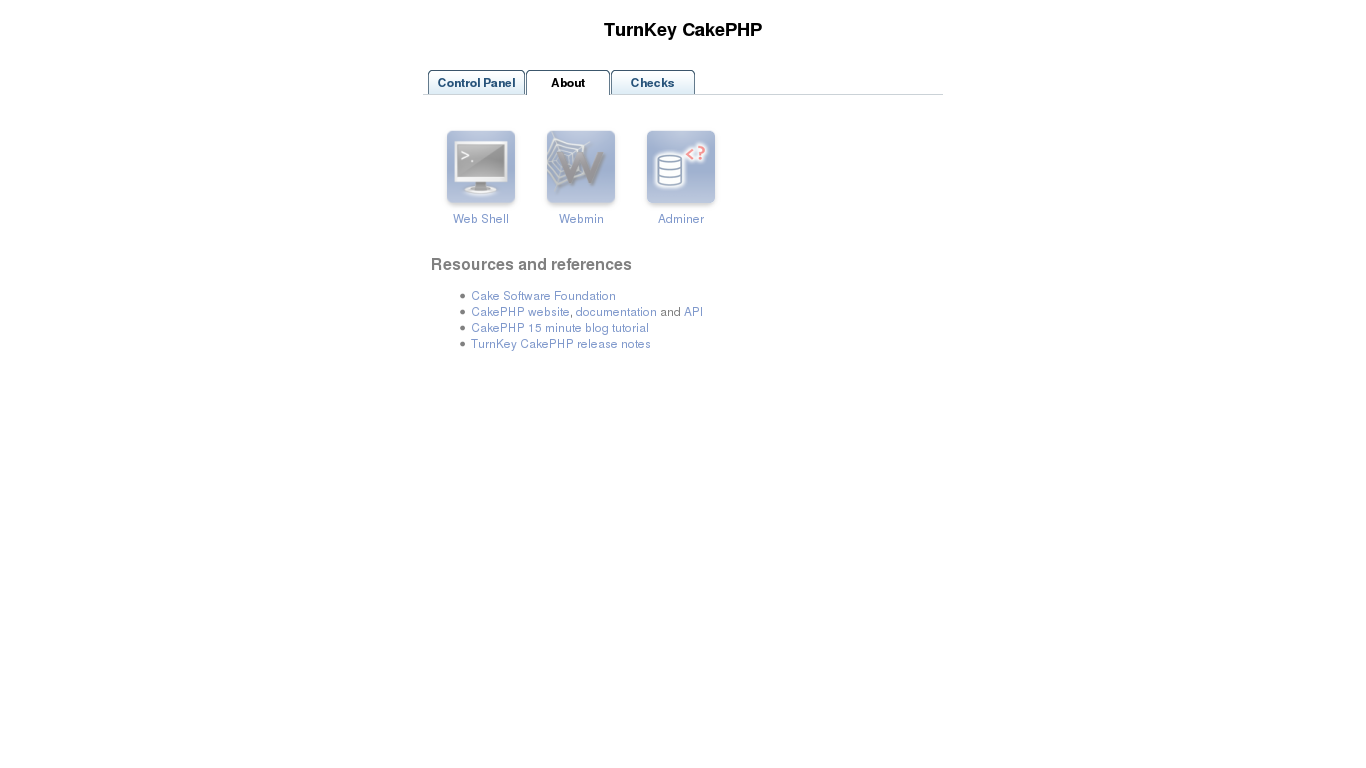 TurnKey CakePHP
Control Panel About Checks
>_
<?
Web Shell Webmin Adminer
Resources and references
• Cake Software Foundation
• CakePHP website, documentation and API
• CakePHP 15 minute blog tutorial
• TurnKey CakePHP release notes